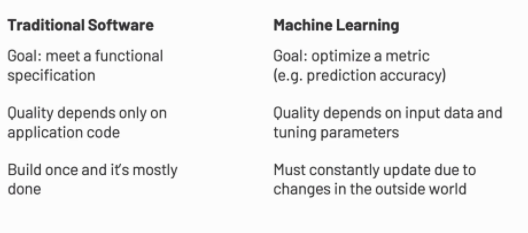 Traditional Software
Goal: meet a functional
specification
Quality depends only on
application code
Build once and it's mostly
done
Machine Learning
Goal: optimize a metric
(e.g. prediction accuracy)
Quality depends on input data and
tuning parameters
Must constantly update due to
changes in the outside world